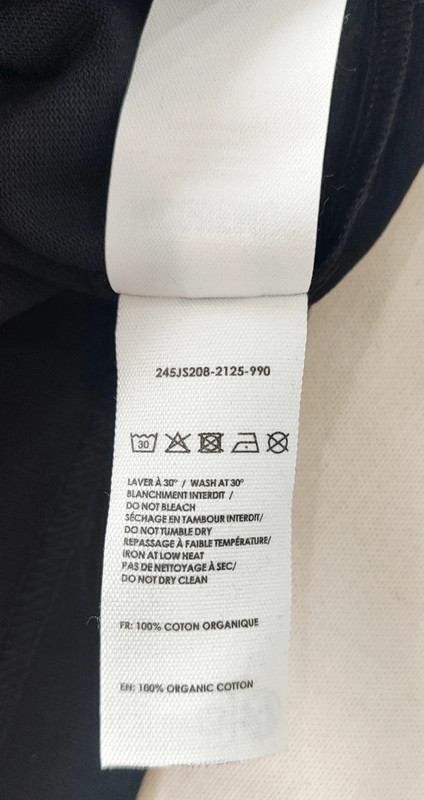 245JS208-2125-990
30
LAVER À 30° / WASH AT 30°
BLANCHIMENT INTERDIT /
DO NOT BLEACH
SÉCHAGE EN TAMBOUR INTERDIT/
DO NOT TUMBLE DRY
REPASSAGE À FAIBLE TEMPÉRATURE/
IRON AT LOW HEAT
PAS DE NETTOYAGE À SEC/
DO NOT DRY CLEAN
FR: 100% COTON ORGANIQUE
EN: 100% ORGANIC COTTON